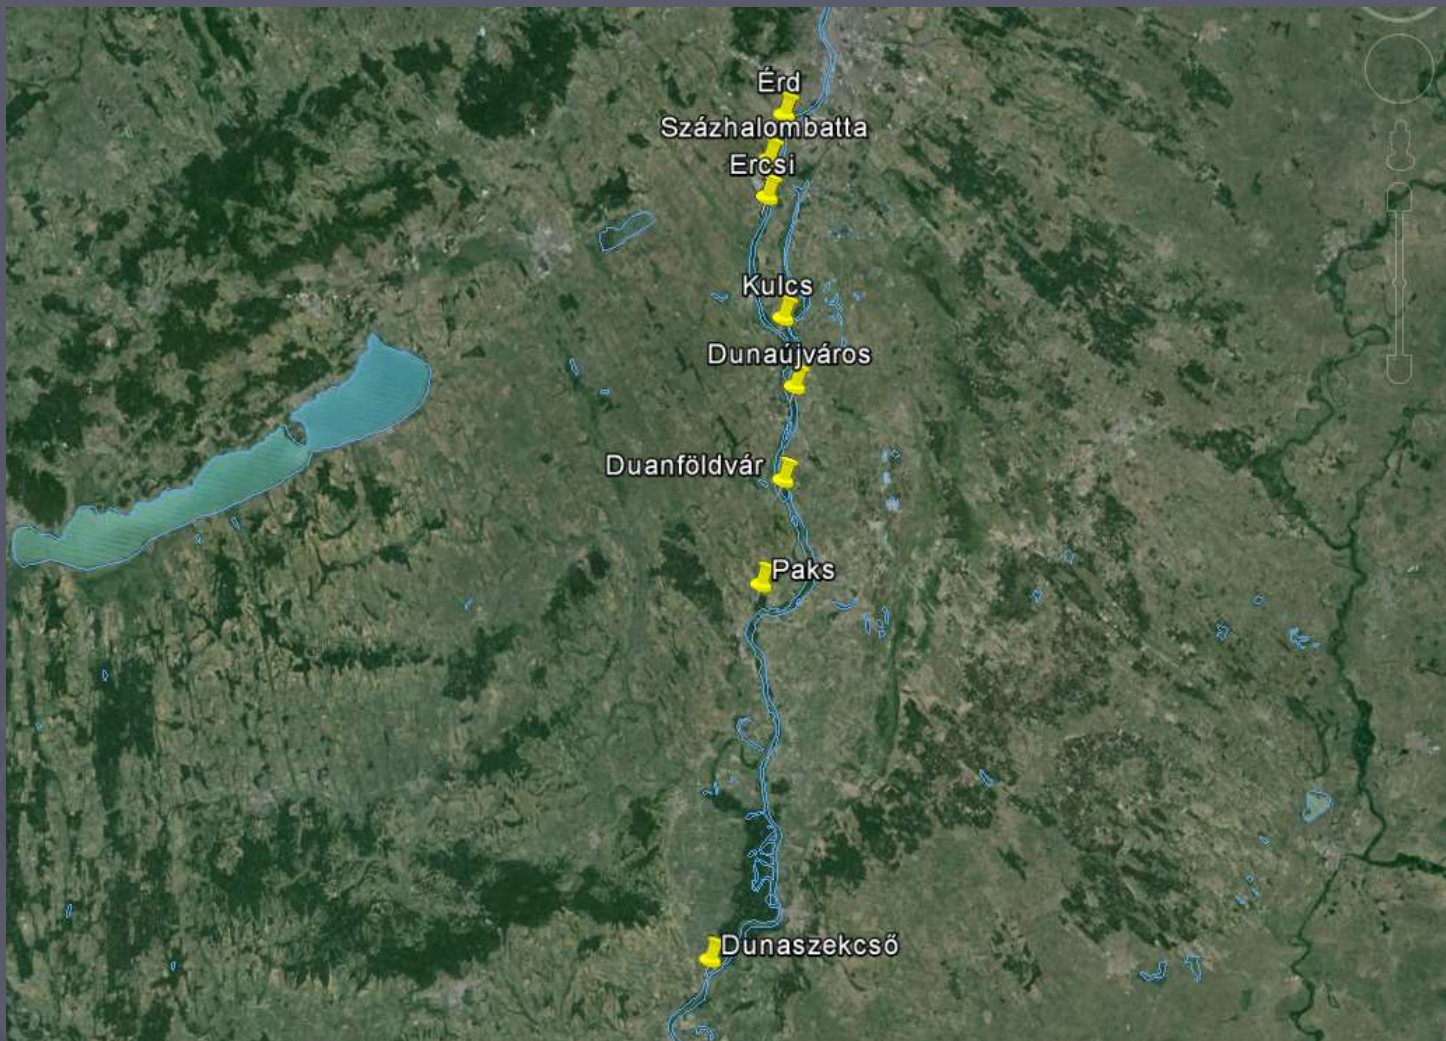 Érd
Százhalombatta
Ercsi
Kulcs
Dunaújváros
Duanföldvár
Paks
Dunaszekcső